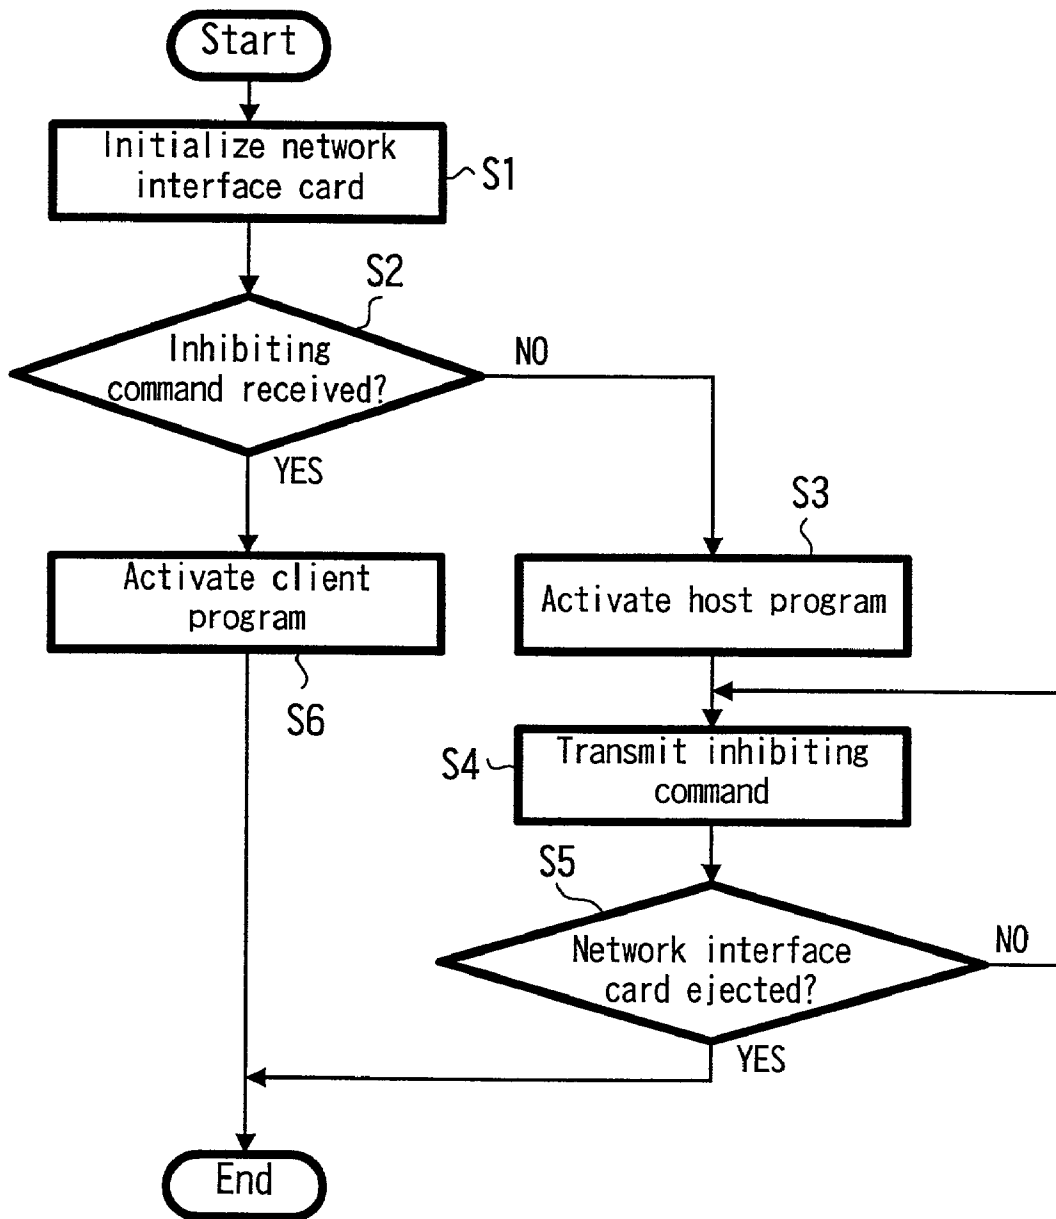 Start
Initialize network
interface card
S1
S2
Inhibiting
command received?
NO
YES
S3
Activate client
program
Activate host program
S6
S4
Transmit inhibiting
command
S5
Network interface
card ejected?
NO
YES
End